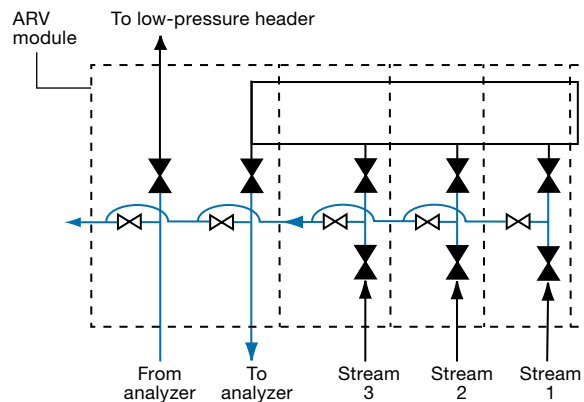 ARV
module
To low-pressure header
From
analyzer
To
analyzer
Stream
3
Stream
2
Stream
1